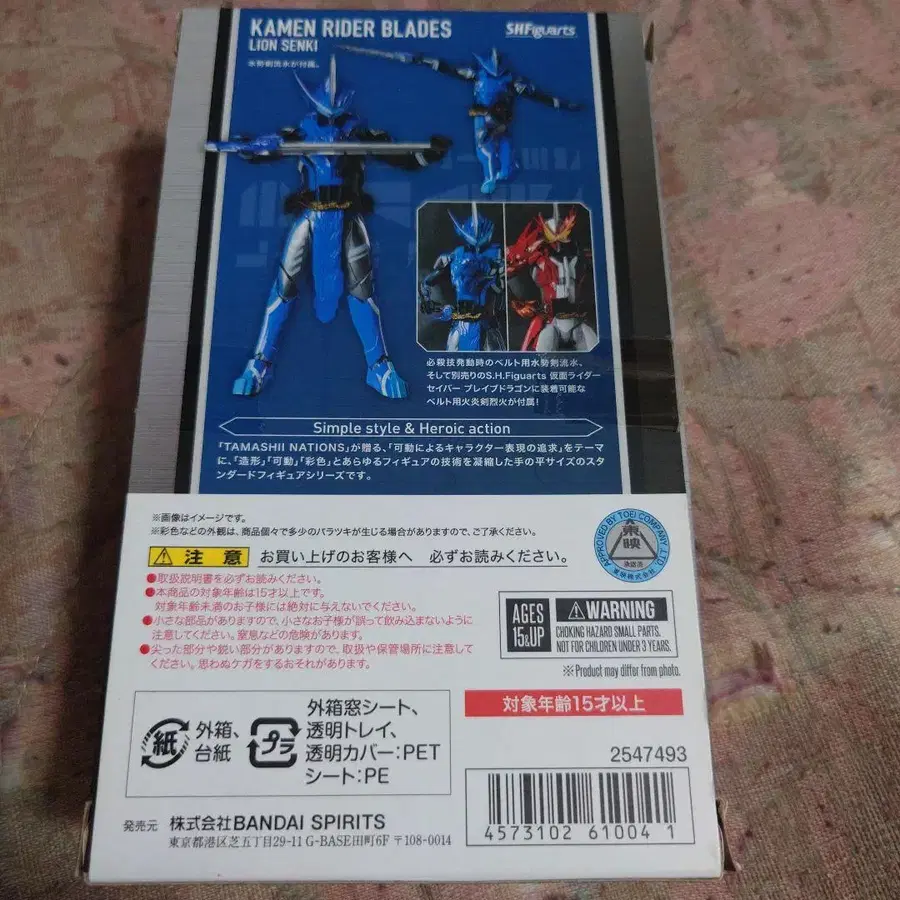 KAMEN RIDER BLADES
S.H.Figuarts
LION SENKI
水勢剣流水が付属。
必殺技発動時のベルト用水勢剣流水、
そして別売りのS.H.Figuarts 仮面ライダー
セイバー ブレイブドラゴンに装着可能な
ベルト用火炎剣烈火が付属!
Simple style & Heroic action
「TAMASHII NATIONS」が贈る、「可動によるキャラクター表現の追求」をテーマ
に、「造形」「可動」「彩色」とあらゆるフィギュアの技術を凝縮した手の平サイズのスタ
ンダードフィギュアシリーズです。
※画像はイメージです。
※彩色などの外観は、商品個々で多少のバラツキが生じる場合がありますので、ご了承ください。
APPROVED BY TOEI COMPANY, LTD.
東映
承認済
東映株式会社
注意 お買い上げのお客様へ 必ずお読みください。
●取扱説明書を必ずお読みください。
●本商品の対象年齢は15才以上です。
対象年齢未満のお子様には絶対に与えないでください。
●小さな部品がありますので、小さなお子様が誤って飲み込まないように
注意してください。窒息などの危険があります。
●尖った部分や鋭い部分がありますので、取扱や保管場所に注意して
ください。思わぬケガをするおそれがあります。
AGES
15&UP
WARNING
CHOKING HAZARD SMALL PARTS.
NOT FOR CHILDREN UNDER 3 YEARS.
※Product may differ from photo.
対象年齢15才以上
紙
外箱、
台紙
プラ
外箱窓シート、
透明トレイ、
透明カバー:PET
シート:PE
2547493
4573102 61004 1
発売元 株式会社BANDAI SPIRITS
東京都港区芝五丁目29-11 G-BASE田町6F 〒108-0014